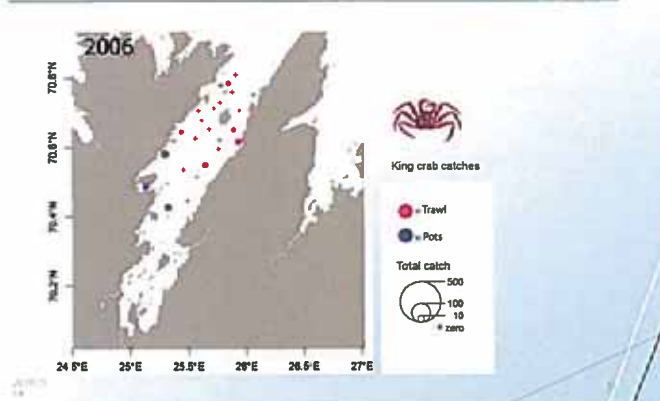 2006
70.8°N
70.6°N
70.4°N
70.2°N
24.5°E 25°E 25.5°E 26°E 26.5°E 27°E
King crab catches
Trawl
Pots
Total catch
500
100
10
zero